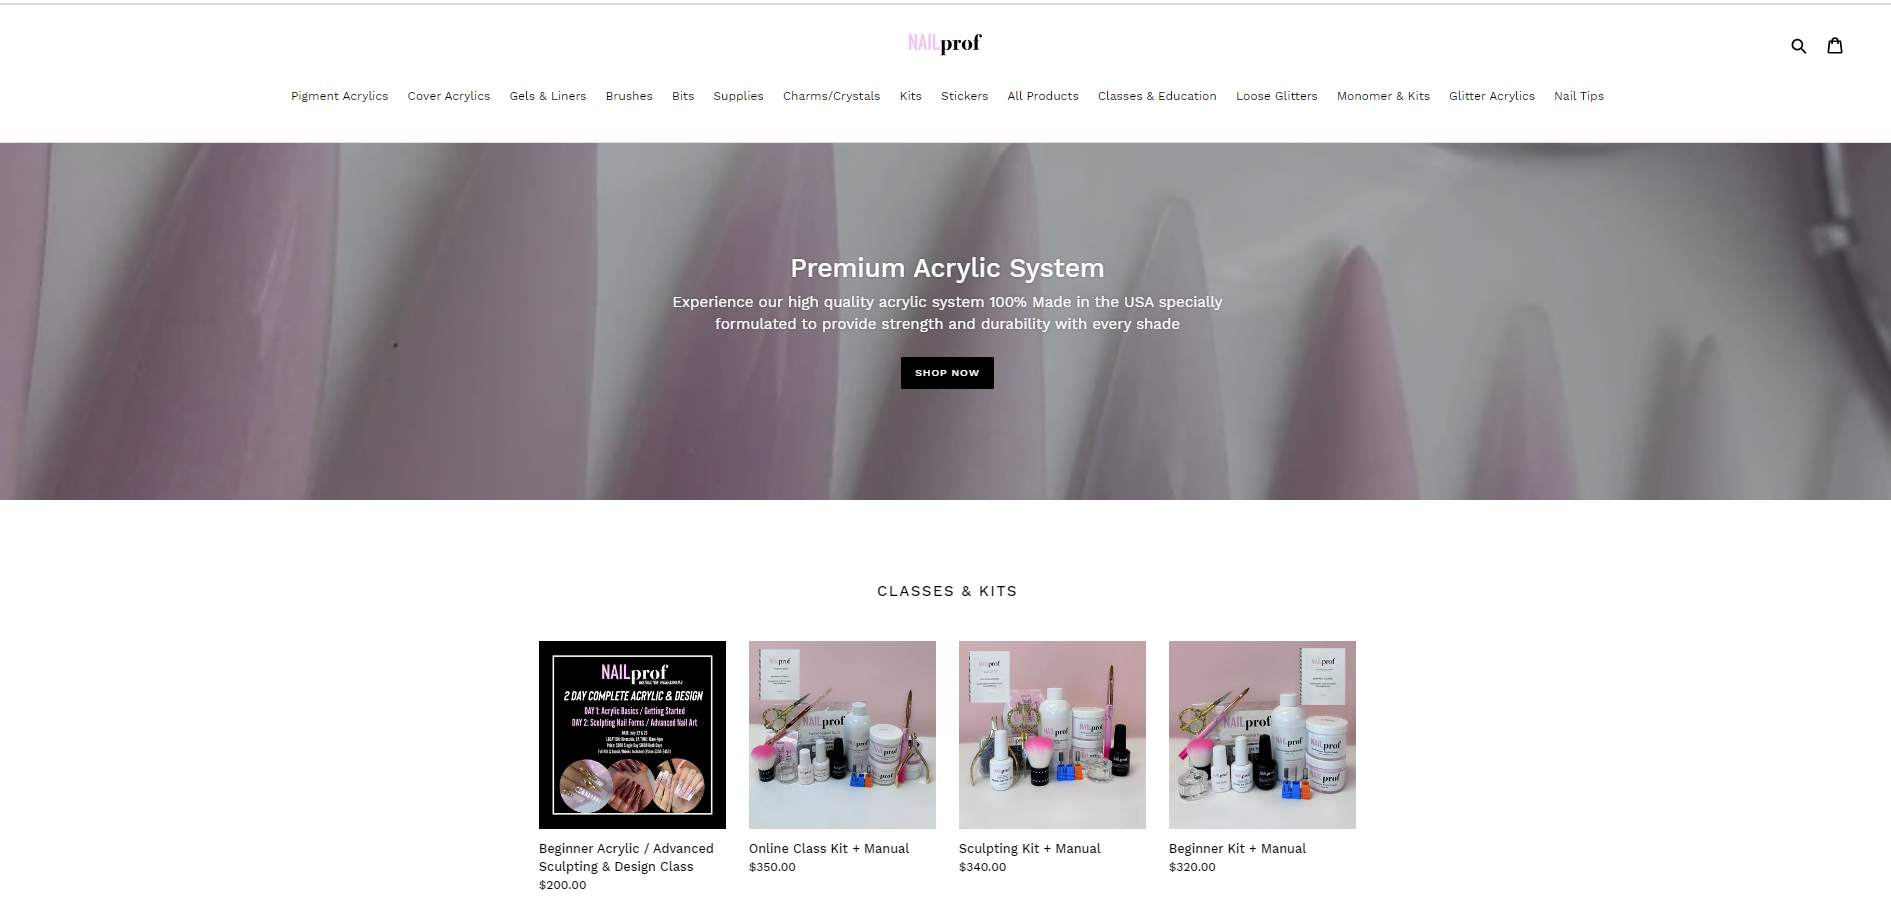 NAILprof
Pigment Acrylics Cover Acrylics Gels & Liners Brushes Bits Supplies Charms/Crystals Kits Stickers All Products Classes & Education Loose Glitters Monomer & Kits Glitter Acrylics Nail Tips
Premium Acrylic System
Experience our high quality acrylic system 100% Made in the USA specially
formulated to provide strength and durability with every shade
SHOP NOW
CLASSES & KITS
NAILprof
2 DAY COMPLETE ACRYLIC & DESIGN
DAY 1: Acrylic Basics / Getting Started
DAY 2: Sculpting Nail Forms / Advanced Nail Art
NAILprof
NAILprof
NAILprof
NAILprof
Beginner Acrylic / Advanced
Sculpting & Design Class
$200.00
Online Class Kit + Manual
$350.00
Sculpting Kit + Manual
$340.00
Beginner Kit + Manual
$320.00